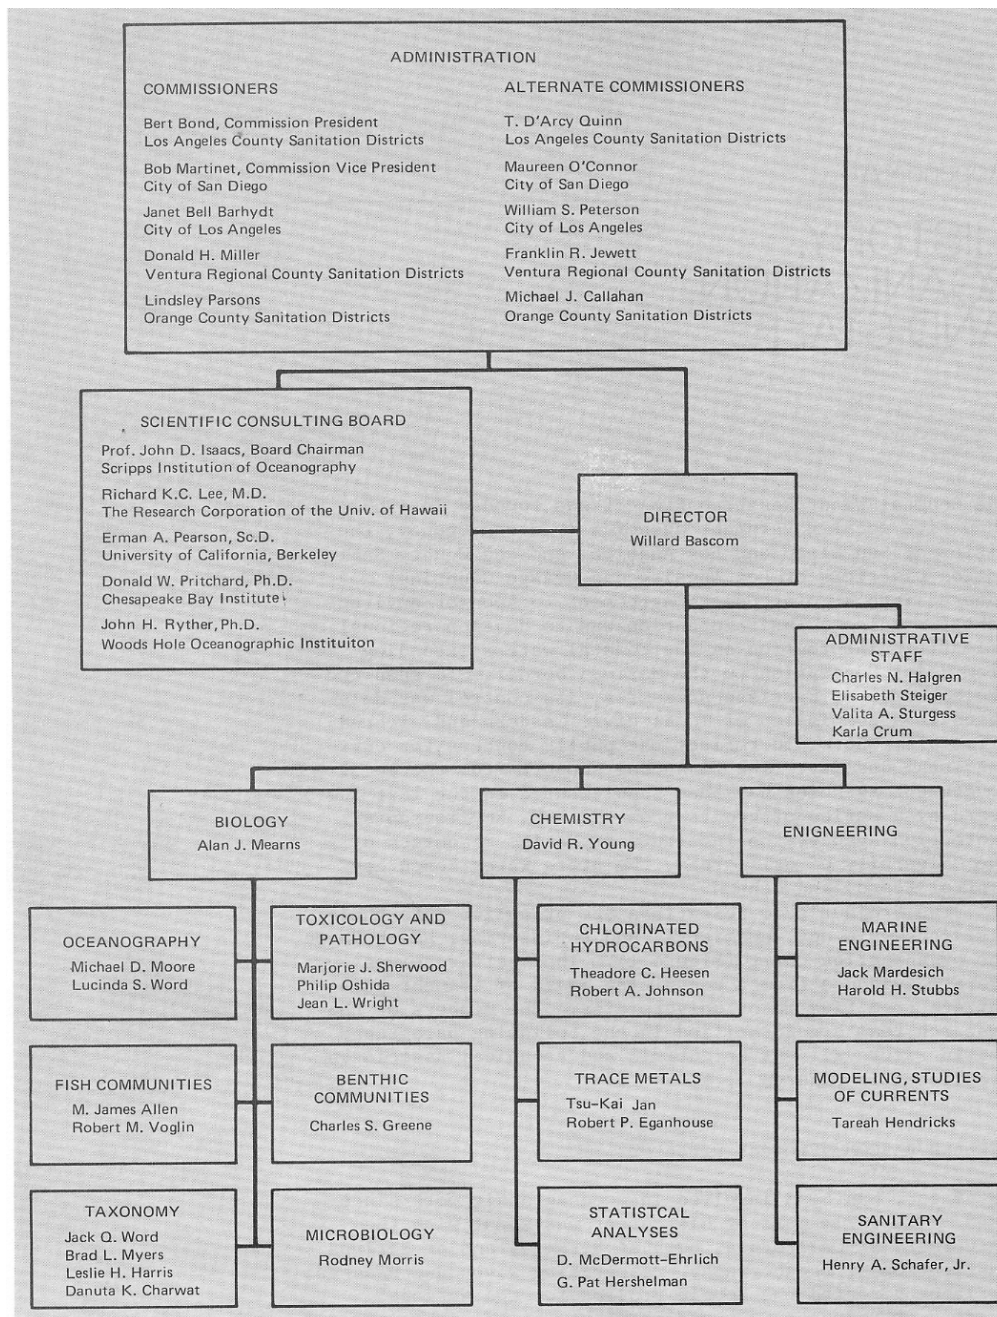 ADMINISTRATION
COMMISSIONERS
Bert Bond, Commission President
Los Angeles County Sanitation Districts
Bob Martinet, Commission Vice President
City of San Diego
Janet Bell Barhydt
City of Los Angeles
Donald H. Miller
Ventura Regional County Sanitation Districts
Lindsley Parsons
Orange County Sanitation Districts
ALTERNATE COMMISSIONERS
T. D'Arcy Quinn
Los Angeles County Sanitation Districts
Maureen O'Connor
City of San Diego
William S. Peterson
City of Los Angeles
Franklin R. Jewett
Ventura Regional County Sanitation Districts
Michael J. Callahan
Orange County Sanitation Districts
SCIENTIFIC CONSULTING BOARD
Prof. John D. Isaacs, Board Chairman
Scripps Institution of Oceanography
Richard K.C. Lee, M.D.
The Research Corporation of the Univ. of Hawaii
Erman A. Pearson, Sc.D.
University of California, Berkeley
Donald W. Pritchard, Ph.D.
Chesapeake Bay Institute
John H. Ryther, Ph.D.
Woods Hole Oceanographic Instituiton
DIRECTOR
Willard Bascom
ADMINISTRATIVE
STAFF
Charles N. Halgren
Elisabeth Steiger
Valita A. Sturgess
Karla Crum
BIOLOGY
Alan J. Mearns
CHEMISTRY
David R. Young
ENIGNEERING
OCEANOGRAPHY
Michael D. Moore
Lucinda S. Word
TOXICOLOGY AND
PATHOLOGY
Marjorie J. Sherwood
Philip Oshida
Jean L. Wright
CHLORINATED
HYDROCARBONS
Theadore C. Heesen
Robert A. Johnson
MARINE
ENGINEERING
Jack Mardesich
Harold H. Stubbs
FISH COMMUNITIES
M. James Allen
Robert M. Voglin
BENTHIC
COMMUNITIES
Charles S. Greene
TRACE METALS
Tsu-Kai Jan
Robert P. Eganhouse
MODELING, STUDIES
OF CURRENTS
Tareah Hendricks
TAXONOMY
Jack Q. Word
Brad L. Myers
Leslie H. Harris
Danuta K. Charwat
MICROBIOLOGY
Rodney Morris
STATISTCAL
ANALYSES
D. McDermott-Ehrlich
G. Pat Hershelman
SANITARY
ENGINEERING
Henry A. Schafer, Jr.